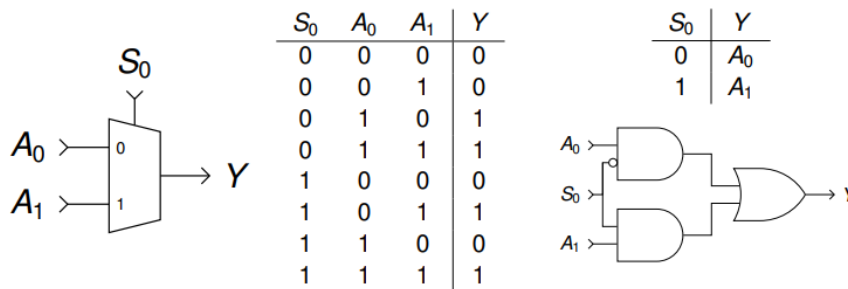 S₀
A₀ 0
A₁ 1
Y
S₀ A₀ A₁ Y
0 0 0 0
0 0 1 0
0 1 0 1
0 1 1 1
1 0 0 0
1 0 1 1
1 1 0 0
1 1 1 1
S₀ Y
0 A₀
1 A₁
A₀
S₀
A₁
Y